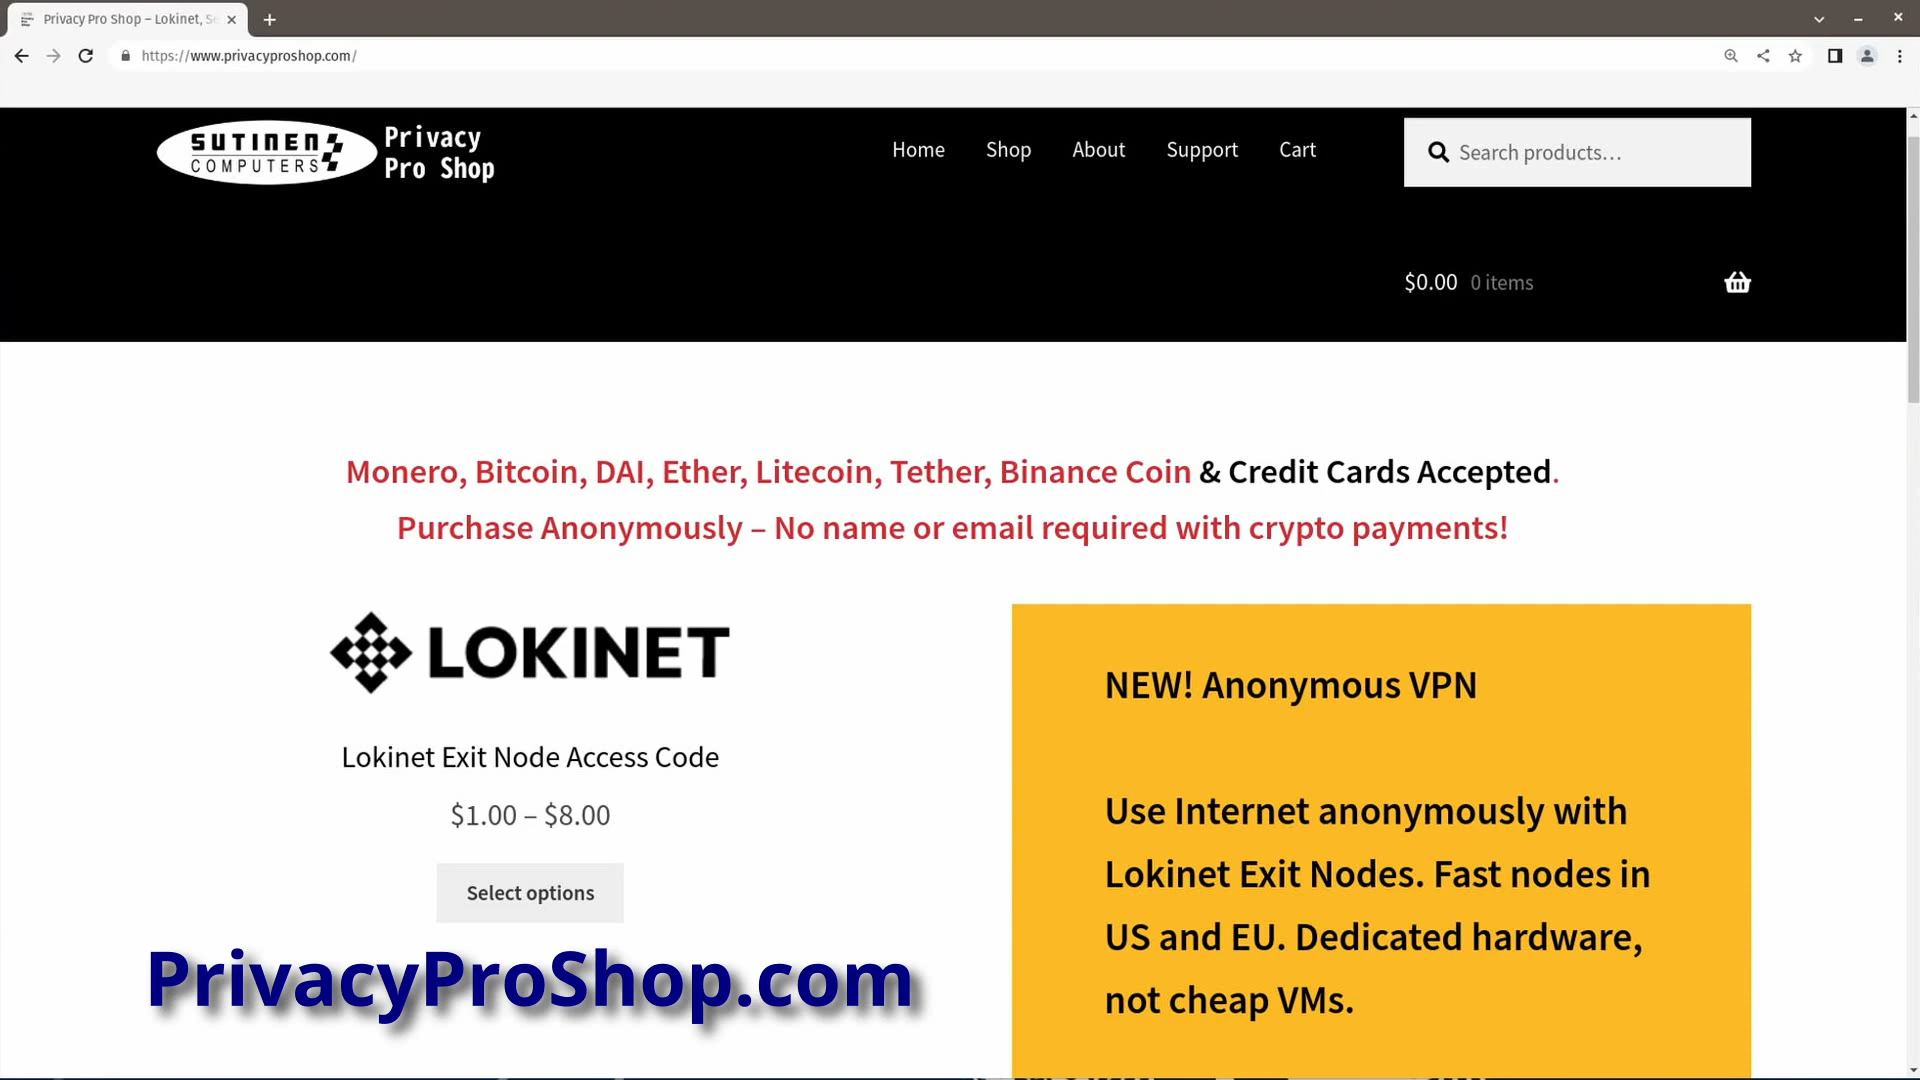 Privacy Pro Shop – Lokinet, Se
https://www.privacyproshop.com/
SUTINEN
COMPUTERS
Privacy
Pro Shop
Home Shop About Support Cart
Search products…
$0.00 0 items
Monero, Bitcoin, DAI, Ether, Litecoin, Tether, Binance Coin & Credit Cards Accepted.
Purchase Anonymously – No name or email required with crypto payments!
LOKINET
Lokinet Exit Node Access Code
$1.00 – $8.00
Select options
NEW! Anonymous VPN
Use Internet anonymously with
Lokinet Exit Nodes. Fast nodes in
US and EU. Dedicated hardware,
not cheap VMs.
PrivacyProShop.com